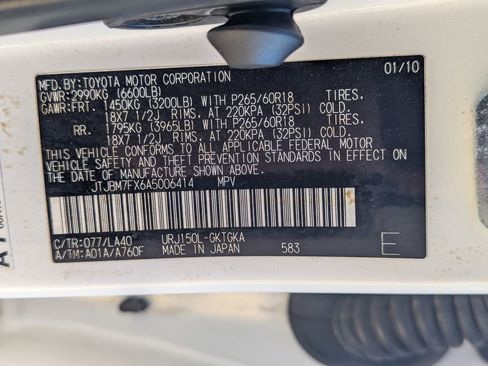 MFD.BY:TOYOTA MOTOR CORPORATION 01/10
GVWR:2990KG (6600LB)
GAWR:FRT. 1450KG (3200LB) WITH P265/60R18 TIRES.
18X7 1/2J RIMS, AT 220KPA (32PSI) COLD.
RR. 1795KG (3965LB) WITH P265/60R18 TIRES.
18X7 1/2J RIMS, AT 220KPA (32PSI) COLD.
THIS VEHICLE CONFORMS TO ALL APPLICABLE FEDERAL MOTOR
VEHICLE SAFETY AND THEFT PREVENTION STANDARDS IN EFFECT ON
THE DATE OF MANUFACTURE SHOWN ABOVE.
JTJBM7FX6A5006414 MPV
C/TR:077/LA40 URJ150L-GKTGKA
A/TM:A01A/A760F MADE IN JAPAN 583 E